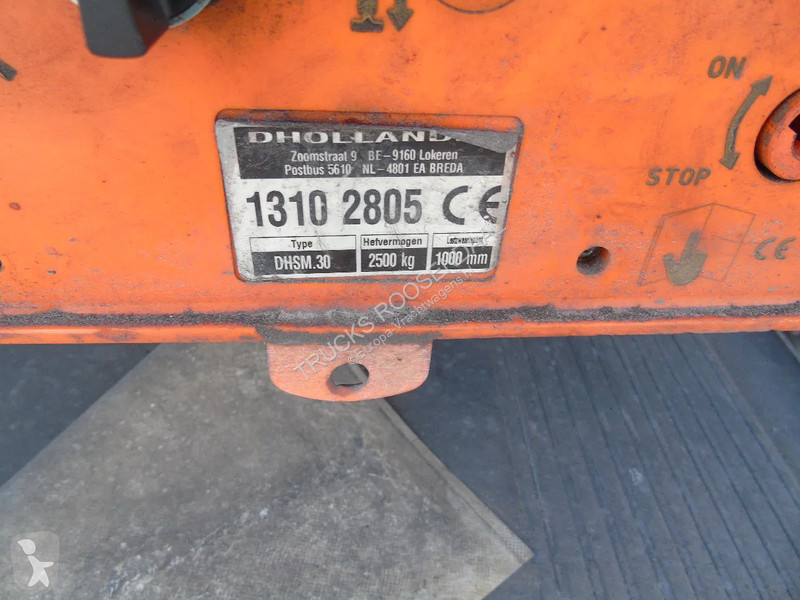 ON
STOP
DHOLLANDIA
Zoomstraat 9 BE-9160 Lokeren
Postbus 5610 NL-4801 EA BREDA
1310 2805 CE
Type Hefvermogen
DHSM.30 2500 kg 1000 mm
CE
TRUCKS ROOSE